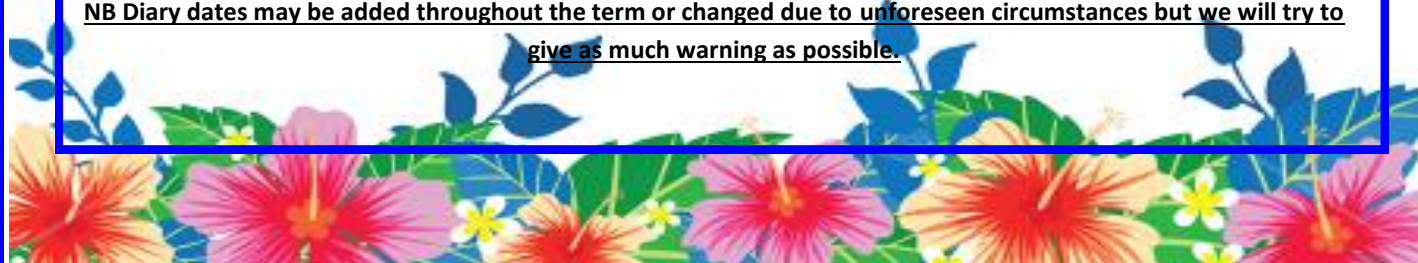 NB Diary dates may be added throughout the term or changed due to unforeseen circumstances but we will try to
give as much warning as possible.